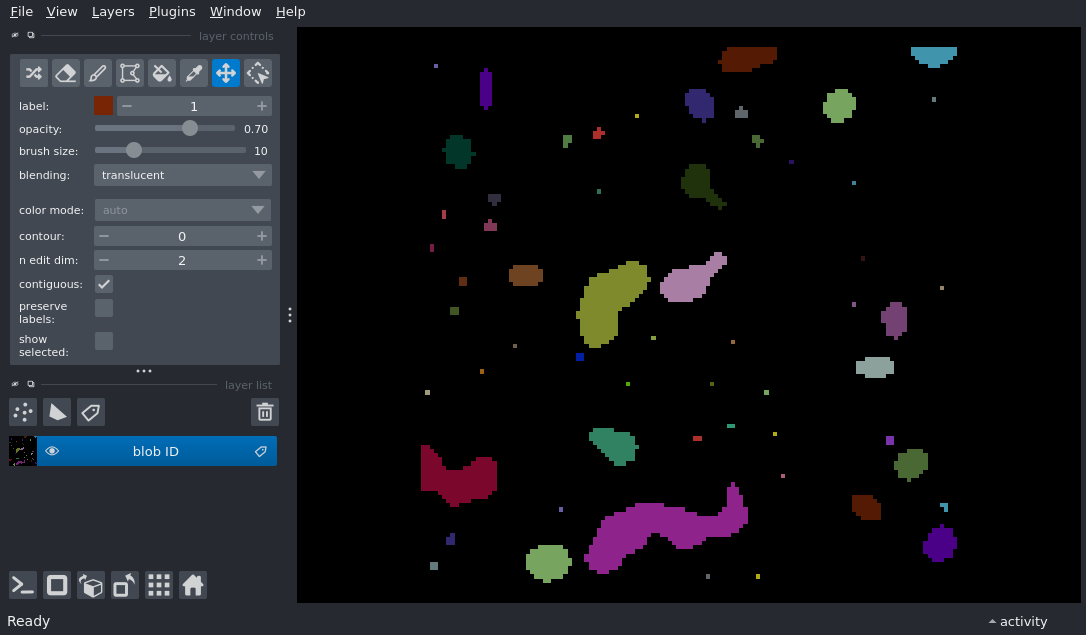 File View Layers Plugins Window Help
layer controls
label: 1
opacity: 0.70
brush size: 10
blending: translucent
color mode: auto
contour: 0
n edit dim: 2
contiguous:
preserve
labels:
show
selected:
layer list
blob ID
Ready
activity